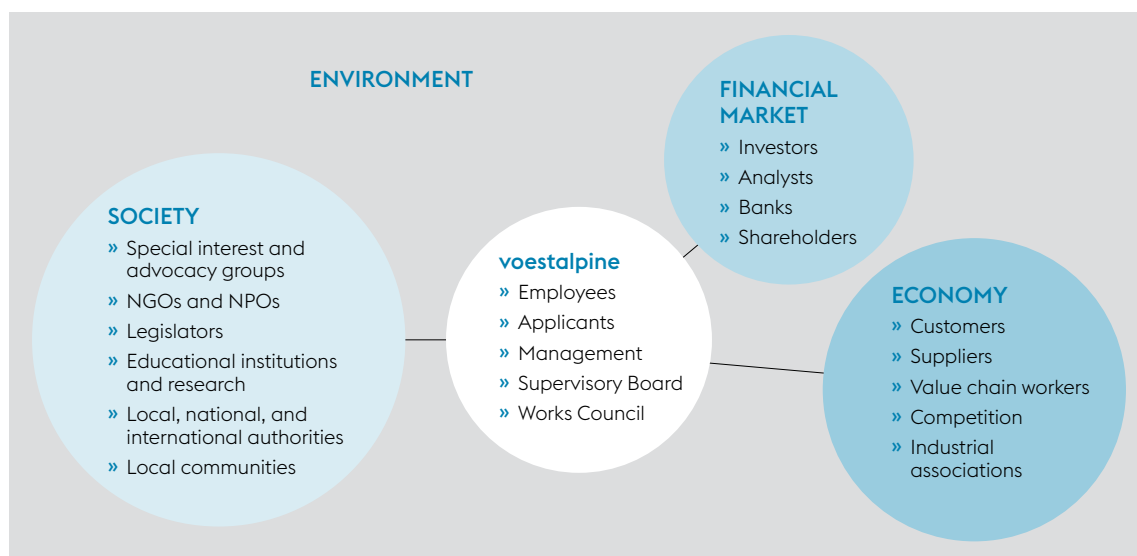 ENVIRONMENT
FINANCIAL
MARKET
» Investors
» Analysts
» Banks
» Shareholders
SOCIETY
» Special interest and
advocacy groups
» NGOs and NPOs
» Legislators
» Educational institutions
and research
» Local, national, and
international authorities
» Local communities
voestalpine
» Employees
» Applicants
» Management
» Supervisory Board
» Works Council
ECONOMY
» Customers
» Suppliers
» Value chain workers
» Competition
» Industrial
associations